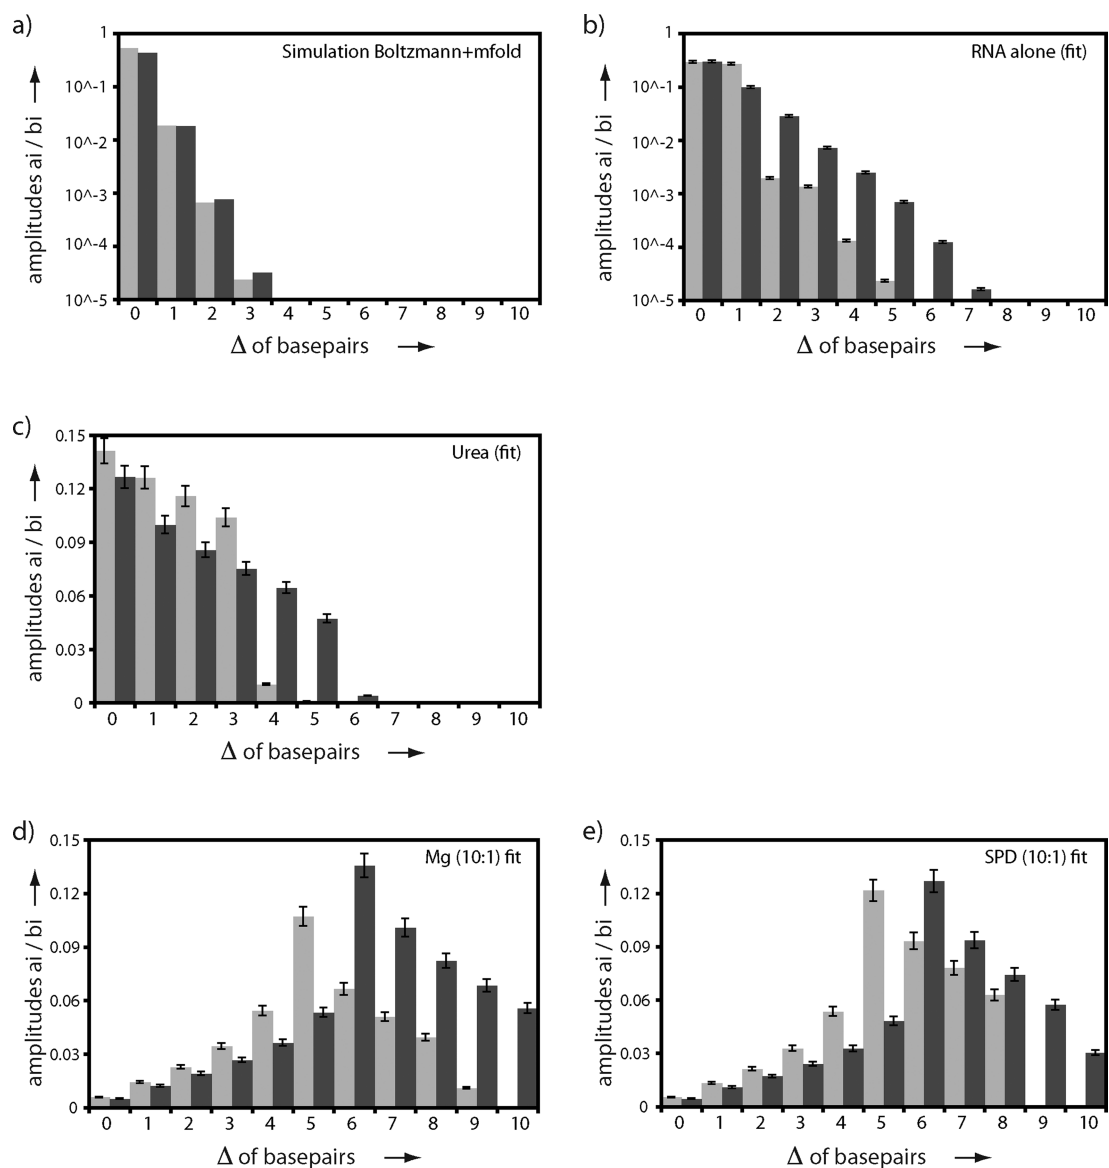 a)
Simulation Boltzmann+mfold
amplitudes ai / bi
1
10^-1
10^-2
10^-3
10^-4
10^-5
0 1 2 3 4 5 6 7 8 9 10
Δ of basepairs
b)
RNA alone (fit)
amplitudes ai / bi
1
10^-1
10^-2
10^-3
10^-4
10^-5
0 1 2 3 4 5 6 7 8 9 10
Δ of basepairs
c)
Urea (fit)
amplitudes ai / bi
0.15
0.12
0.09
0.06
0.03
0
0 1 2 3 4 5 6 7 8 9 10
Δ of basepairs
d)
Mg (10:1) fit
amplitudes ai / bi
0.15
0.12
0.09
0.06
0.03
0
0 1 2 3 4 5 6 7 8 9 10
Δ of basepairs
e)
SPD (10:1) fit
amplitudes ai / bi
0.15
0.12
0.09
0.06
0.03
0
0 1 2 3 4 5 6 7 8 9 10
Δ of basepairs